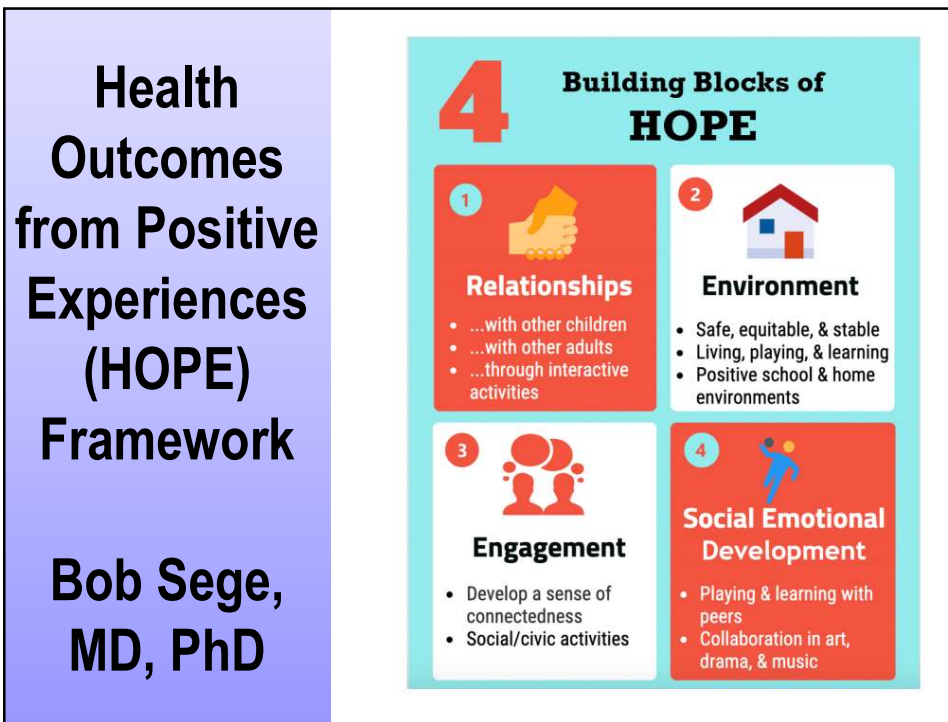 Health
Outcomes
from Positive
Experiences
(HOPE)
Framework
Bob Sege,
MD, PhD
4
Building Blocks of
HOPE
1
Relationships
• ...with other children
• ...with other adults
• ...through interactive
activities
2
Environment
• Safe, equitable, & stable
• Living, playing, & learning
• Positive school & home
environments
3
Engagement
• Develop a sense of
connectedness
• Social/civic activities
4
Social Emotional
Development
• Playing & learning with
peers
• Collaboration in art,
drama, & music